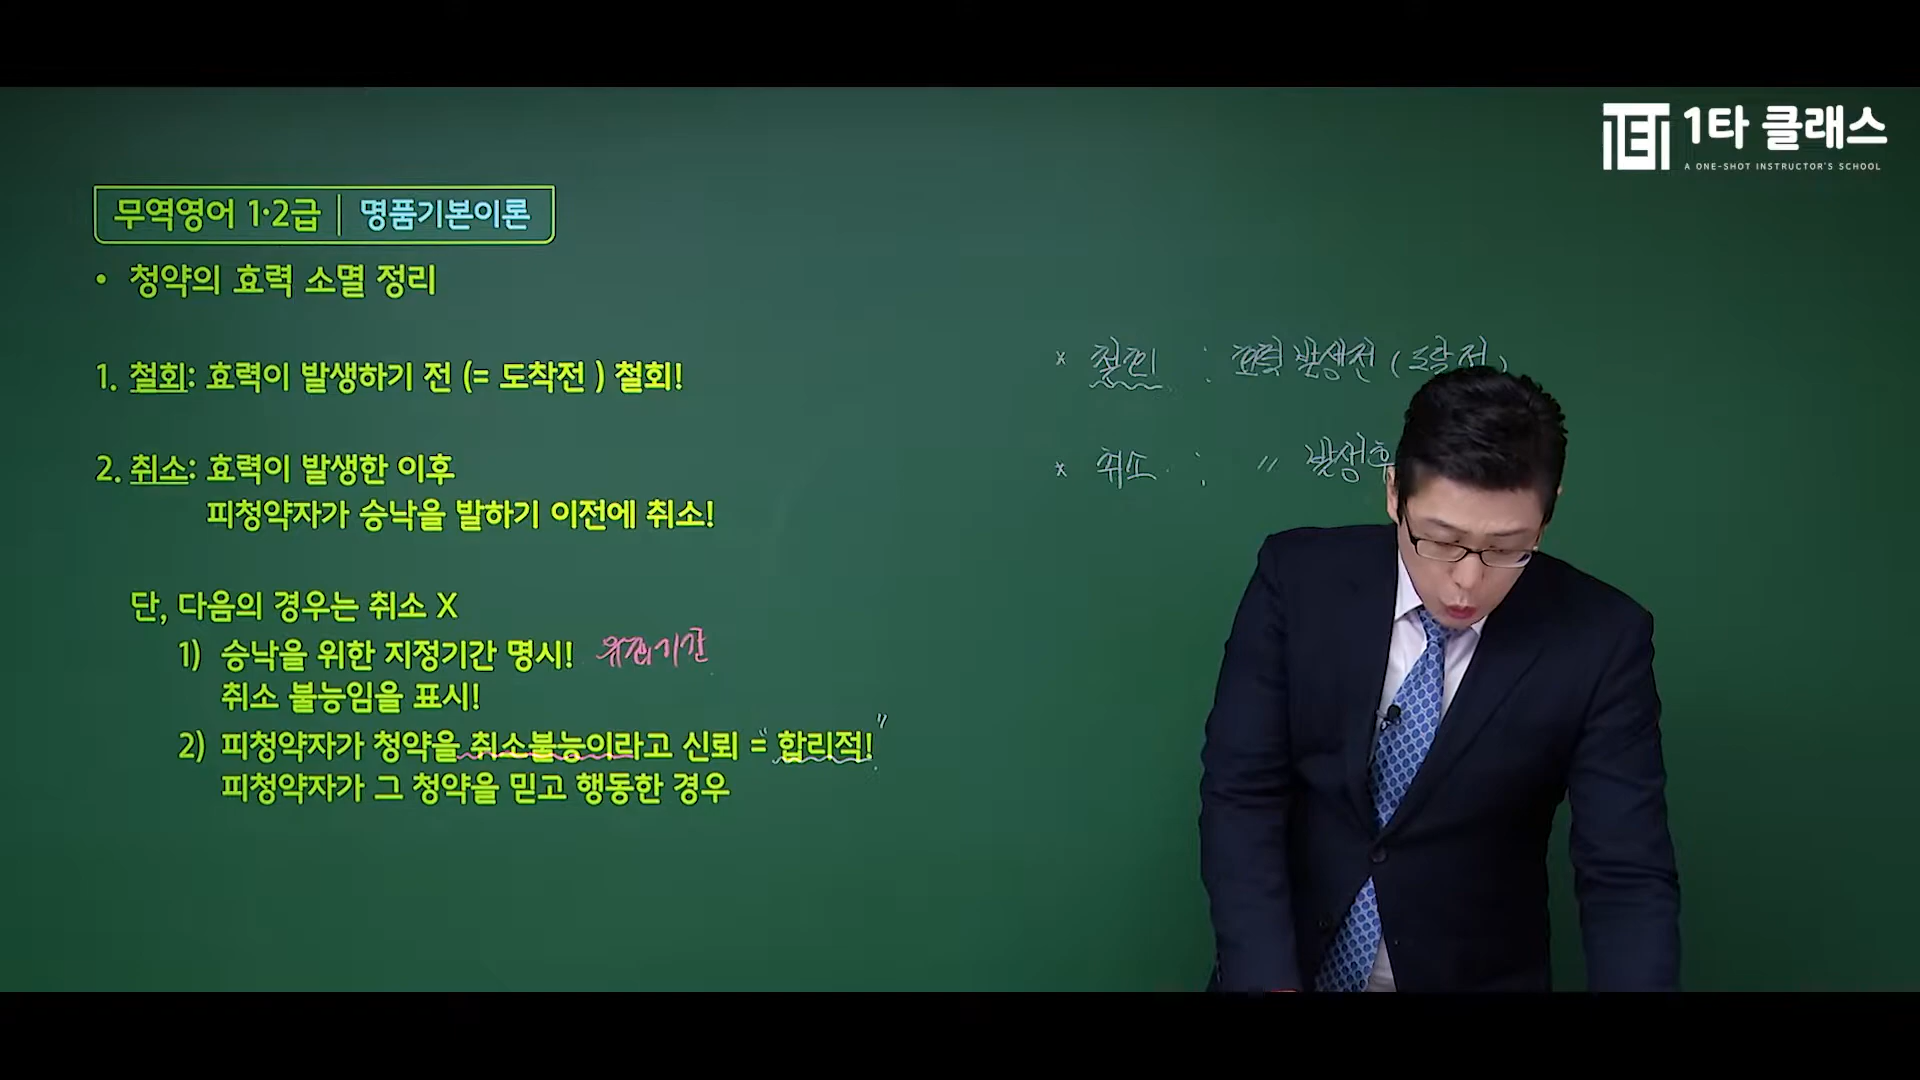 1타 클래스
A ONE-SHOT INSTRUCTOR'S SCHOOL
무역영어 1·2급 | 명품기본이론
• 청약의 효력 소멸 정리
1. 철회: 효력이 발생하기 전 (= 도착전 ) 철회!
2. 취소: 효력이 발생한 이후
피청약자가 승낙을 발하기 이전에 취소!
단, 다음의 경우는 취소 X
1) 승낙을 위한 지정기간 명시! 유효기간
취소 불능임을 표시!
2) 피청약자가 청약을 취소불능이라고 신뢰 = "합리적!"
피청약자가 그 청약을 믿고 행동한 경우
* 철회 : 효력 발생전 (도착전)
* 취소 : 〃 발생후